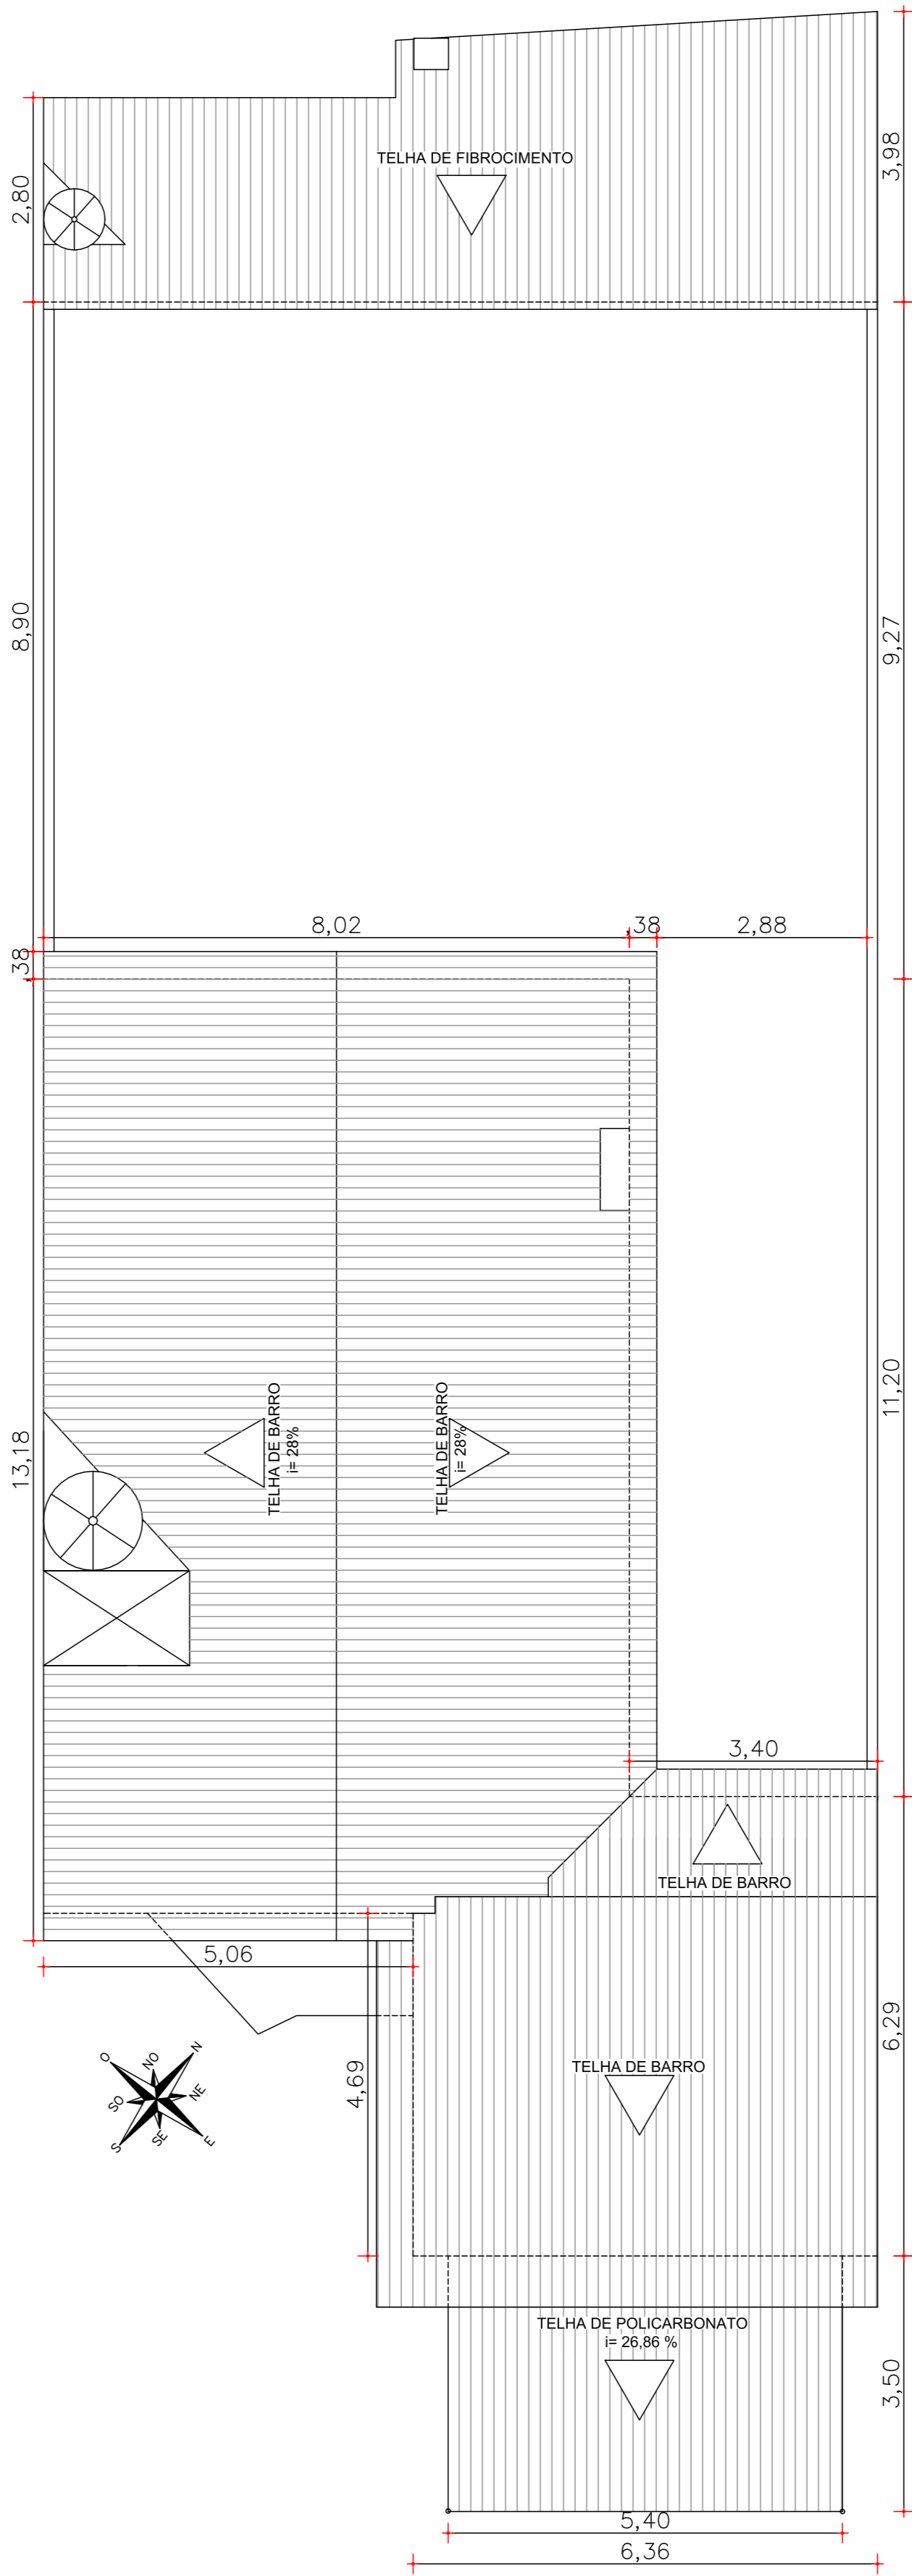 3,98
2,80
TELHA DE FIBROCIMENTO
8,90
9,27
8,02
,38
2,88
,38
13,18
11,20
TELHA DE BARRO
i= 28%
TELHA DE BARRO
i= 28%
3,40
TELHA DE BARRO
5,06
6,29
4,69
TELHA DE BARRO
O
NO
N
SO
NE
S
SE
E
TELHA DE POLICARBONATO
i= 26,86 %
3,50
5,40
6,36